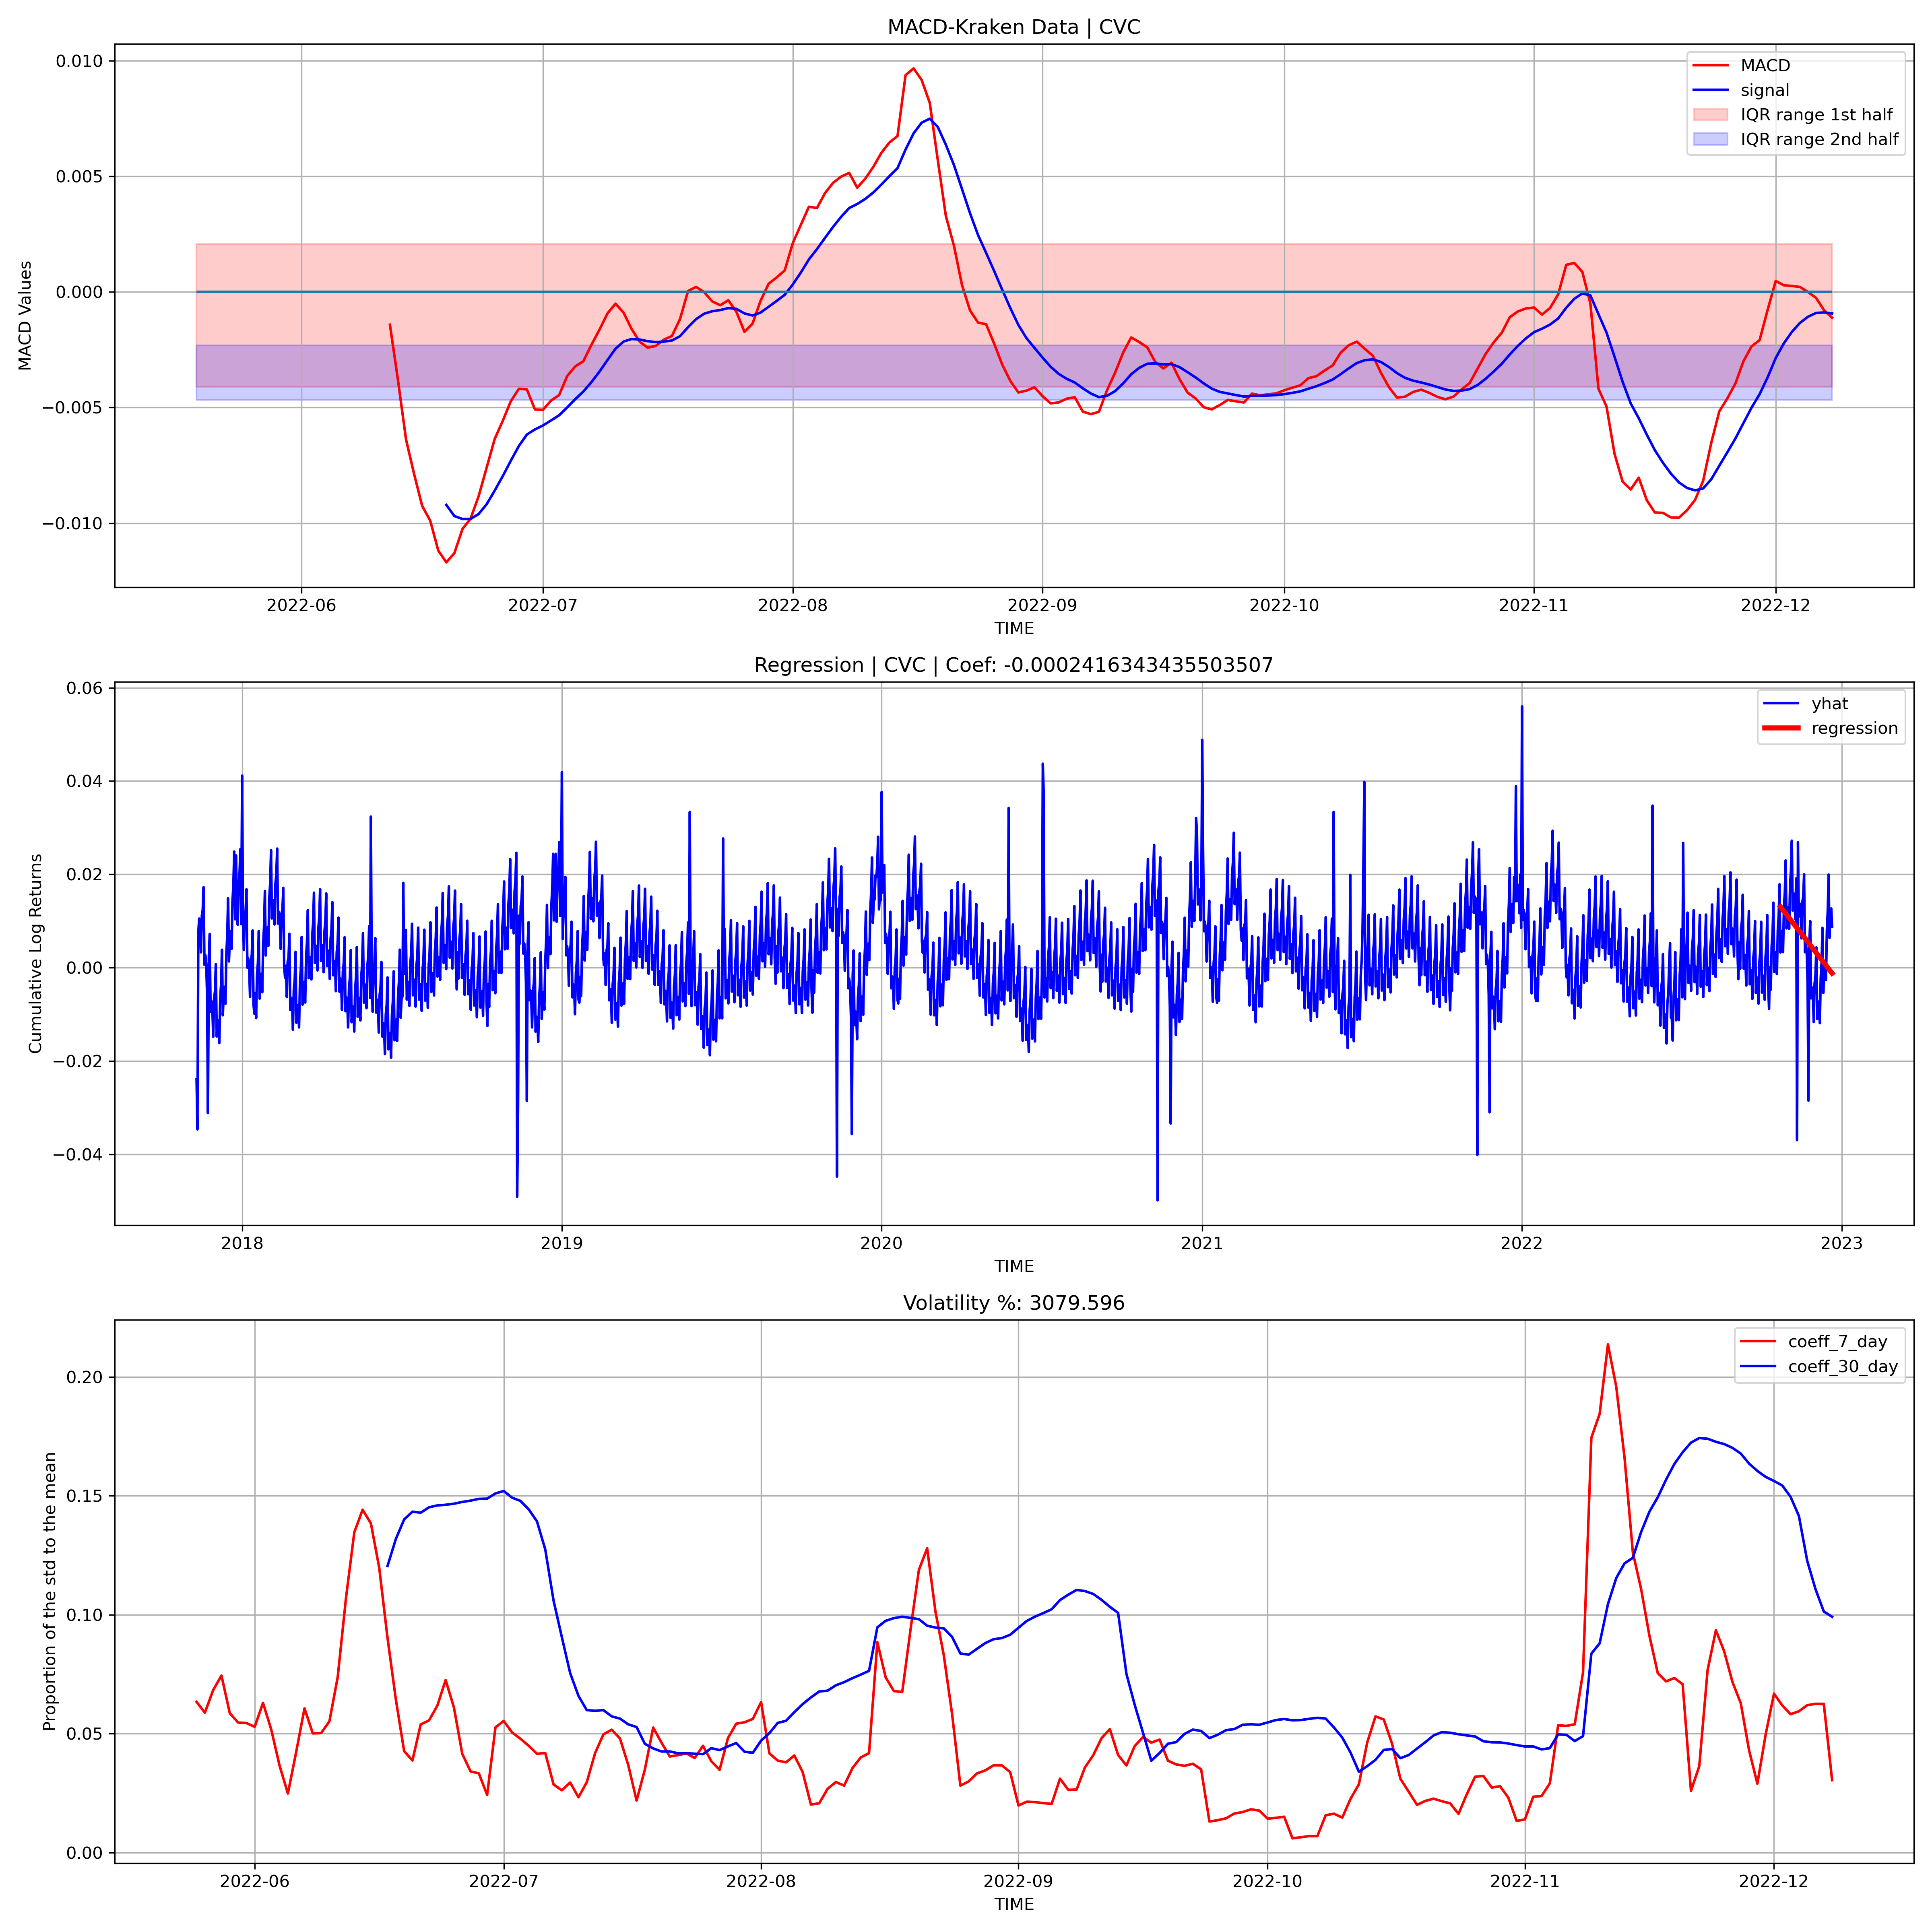 MACD-Kraken Data | CVC
MACD
signal
IQR range 1st half
IQR range 2nd half
0.010
0.005
0.000
−0.005
−0.010
MACD Values
2022-06 2022-07 2022-08 2022-09 2022-10 2022-11 2022-12
TIME
Regression | CVC | Coef: -0.0002416343435503507
yhat
regression
0.06
0.04
0.02
0.00
−0.02
−0.04
Cumulative Log Returns
2018 2019 2020 2021 2022 2023
TIME
Volatility %: 3079.596
coeff_7_day
coeff_30_day
0.20
0.15
0.10
0.05
0.00
Proportion of the std to the mean
2022-06 2022-07 2022-08 2022-09 2022-10 2022-11 2022-12
TIME